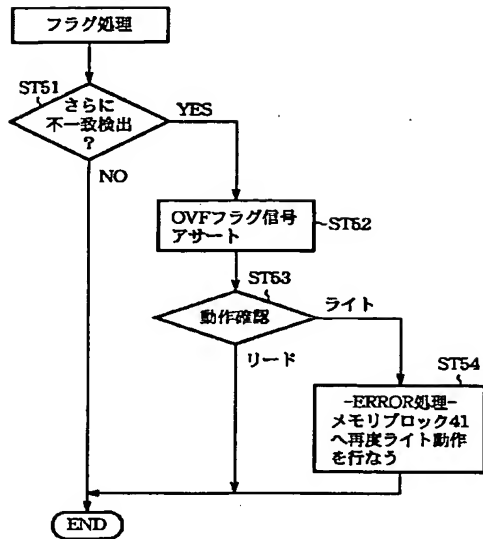 フラグ処理
ST51
さらに
不一致検出
?
YES
NO
OVFフラグ信号
アサート
ST52
ST53
動作確認
ライト
リード
ST54
-ERROR処理-
メモリブロック41
へ再度ライト動作
を行なう
END